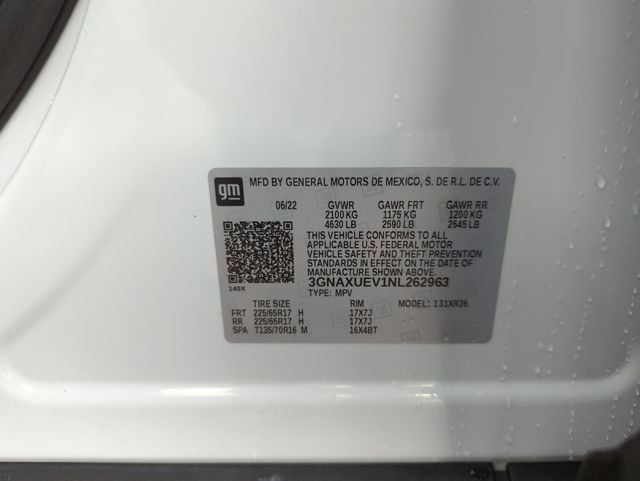 gm MFD BY GENERAL MOTORS DE MEXICO, S. DE R.L. DE C.V.
06/22 GVWR GAWR FRT GAWR RR
2100 KG 1175 KG 1200 KG
4630 LB 2590 LB 2645 LB
THIS VEHICLE CONFORMS TO ALL
APPLICABLE U.S. FEDERAL MOTOR
VEHICLE SAFETY AND THEFT PREVENTION
STANDARDS IN EFFECT ON THE DATE OF
MANUFACTURE SHOWN ABOVE.
3GNAXUEV1NL262963
140X TYPE: MPV
TIRE SIZE RIM MODEL: 131XR26
FRT 225/65R17 H 17X7J
RR 225/65R17 H 17X7J
SPA T135/70R16 M 16X4BT